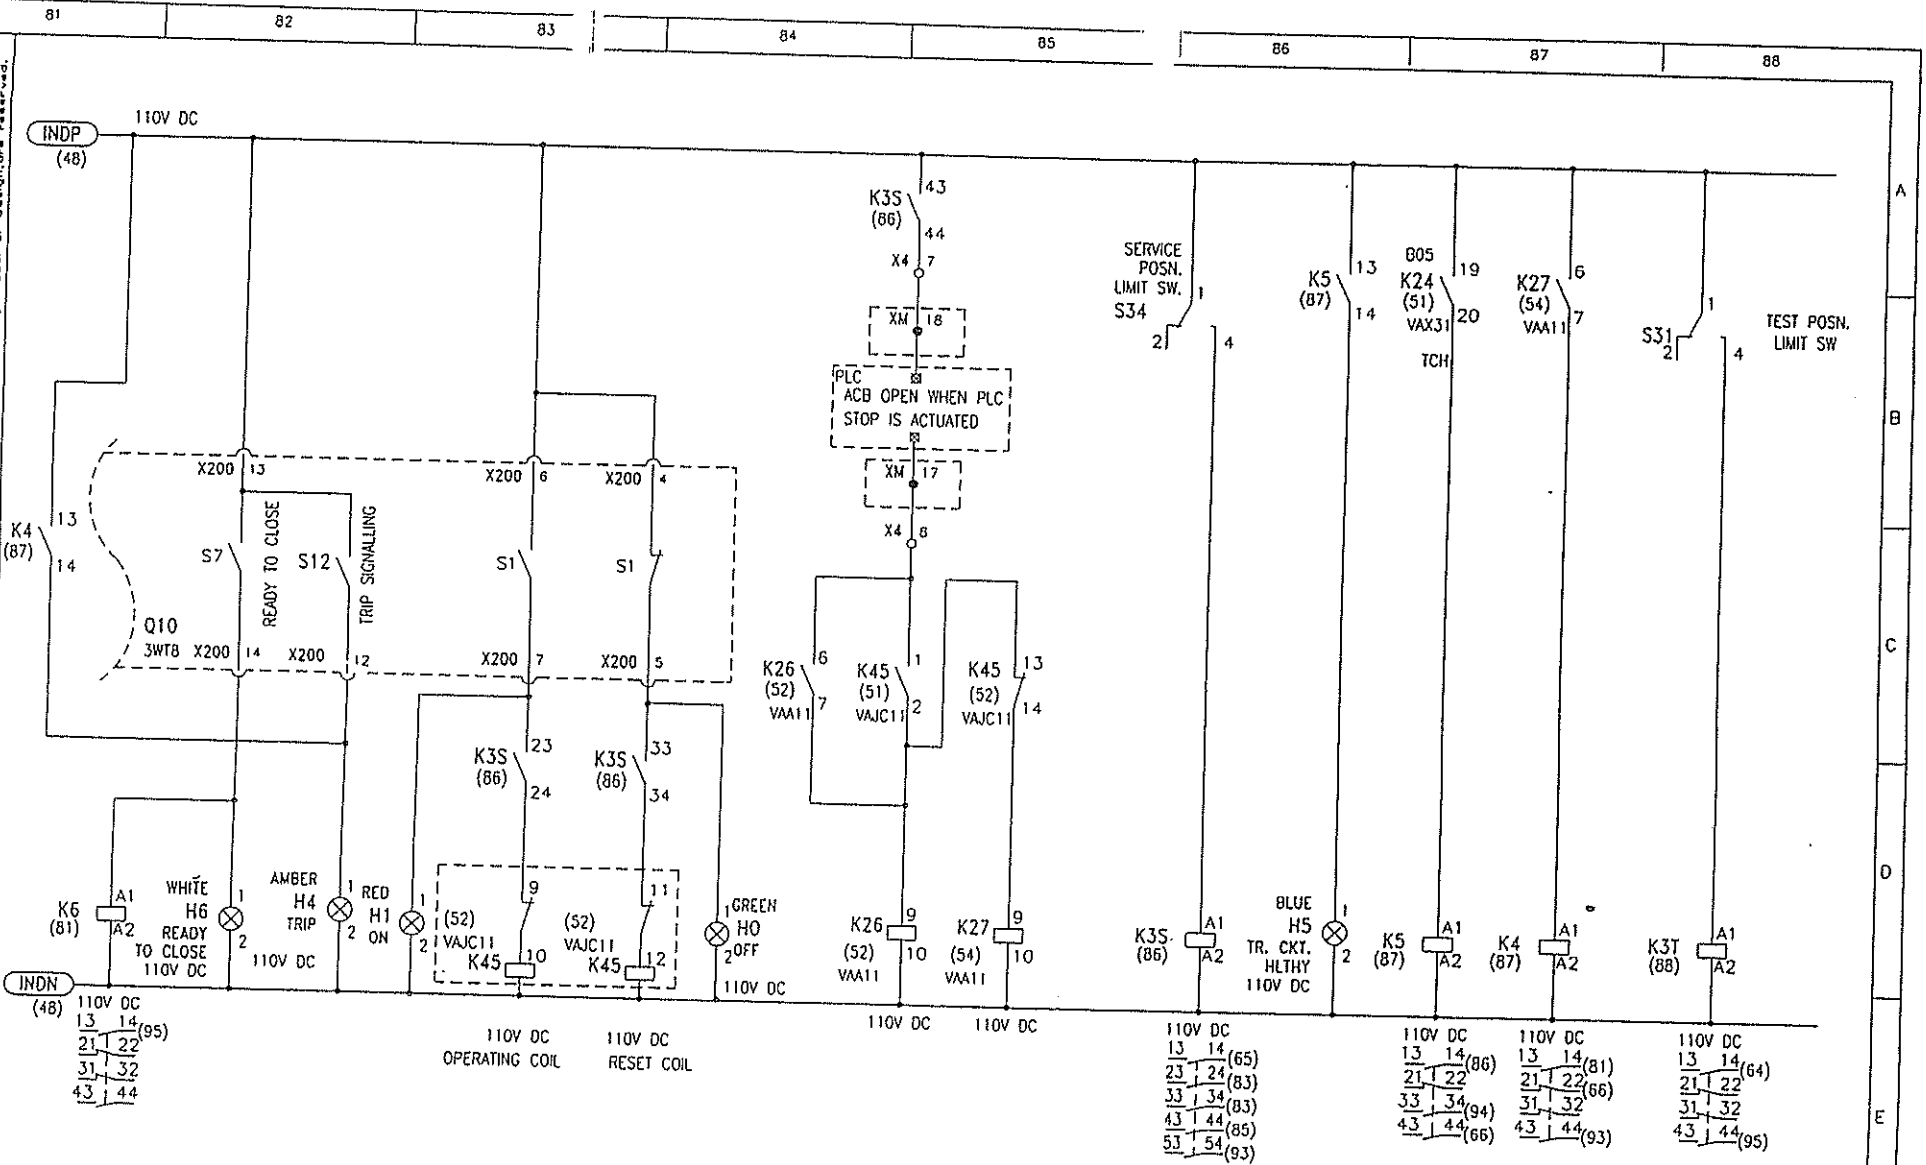 81 82 83 84 85 86 87 88
110V DC
INDP
(48)
A
B
C
D
E
K4
(87)
13
14
X200 13
S7
READY TO CLOSE
S12
TRIP SIGNALLING
Q10
3WT8
X200 14
X200 12
X200 6
X200 4
S1
S1
X200 7
X200 5
K3S
(86)
23
24
K3S
(86)
33
34
K3S
(86)
43
44
X4 7
XM 18
PLC
ACB OPEN WHEN PLC
STOP IS ACTUATED
XM 17
X4 8
K26
(52)
VAA11
6
7
K45
(51)
VAJC11
1
2
K45
(52)
VAJC11
13
14
SERVICE
POSN.
LIMIT SW.
S34
1
2
4
K5
(87)
13
14
B05
K24
(51)
VAX31
TCH
19
20
K27
(54)
VAA11
6
7
S31
1
2
4
TEST POSN.
LIMIT SW
K6
(81)
A1
A2
WHITE
H6
READY
TO CLOSE
110V DC
1
2
AMBER
H4
TRIP
1
2
110V DC
RED
H1
ON
1
2
(52)
VAJC11
K45
9
10
(52)
VAJC11
K45
11
12
GREEN
H0
OFF
1
2
110V DC
K26
(52)
VAA11
9
10
K27
(54)
VAA11
9
10
K3S
(86)
A1
A2
BLUE
H5
TR. CKT.
HLTHY
110V DC
1
2
K5
(87)
A1
A2
K4
(87)
A1
A2
K3T
(88)
A1
A2
INDN
(48)
110V DC
13 14 (95)
21 22
31 32
43 44
110V DC
OPERATING COIL
110V DC
RESET COIL
110V DC
110V DC
110V DC
13 14 (65)
23 24 (83)
33 34 (83)
43 44 (85)
53 54 (93)
110V DC
13 14 (86)
21 22
33 34 (94)
43 44 (66)
110V DC
13 14 (81)
21 22 (66)
31 32
43 44 (93)
110V DC
13 14 (64)
21 22
31 32
43 44 (95)